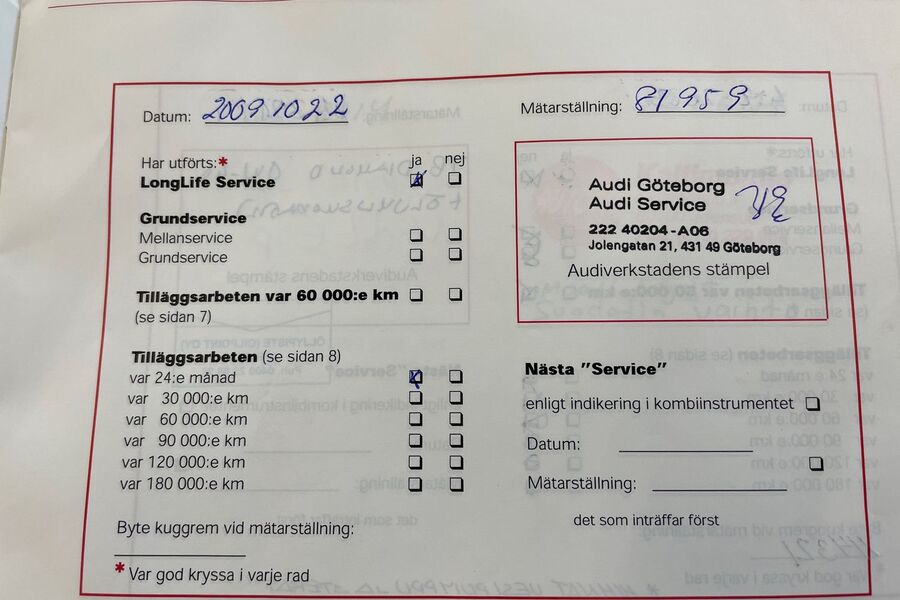 Datum: 20091022
Mätarställning: 81959
Har utförts:*
ja nej
LongLife Service
Grundservice
Mellanservice
Grundservice
Tilläggsarbeten var 60 000:e km
(se sidan 7)
Tilläggsarbeten (se sidan 8)
var 24:e månad
var 30 000:e km
var 60 000:e km
var 90 000:e km
var 120 000:e km
var 180 000:e km
Byte kuggrem vid mätarställning:
* Var god kryssa i varje rad
Audi Göteborg
Audi Service
222 40204-A06
Jolengatan 21, 431 49 Göteborg
Audiverkstadens stämpel
Nästa "Service"
enligt indikering i kombiinstrumentet
Datum:
Mätarställning:
det som inträffar först